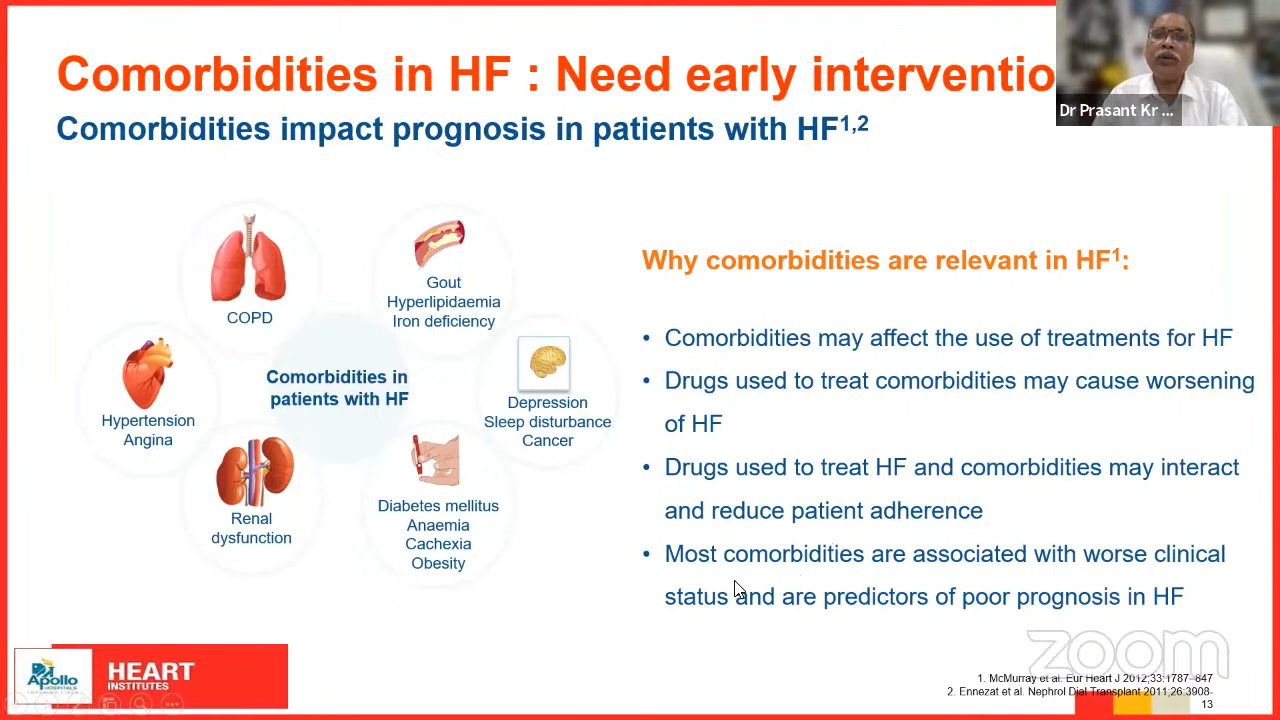 Comorbidities in HF : Need early interventio
Comorbidities impact prognosis in patients with HF1,2
Dr Prasant Kr ...
COPD
Gout
Hyperlipidaemia
Iron deficiency
Hypertension
Angina
Comorbidities in
patients with HF
Depression
Sleep disturbance
Cancer
Renal
dysfunction
Diabetes mellitus
Anaemia
Cachexia
Obesity
Why comorbidities are relevant in HF1:
• Comorbidities may affect the use of treatments for HF
• Drugs used to treat comorbidities may cause worsening
of HF
• Drugs used to treat HF and comorbidities may interact
and reduce patient adherence
• Most comorbidities are associated with worse clinical
status and are predictors of poor prognosis in HF
zoom
Apollo
HOSPITALS
HEART
INSTITUTES
1. McMurray et al. Eur Heart J 2012;33:1787–847
2. Ennezat et al. Nephrol Dial Transplant 2011;26:3908-
13